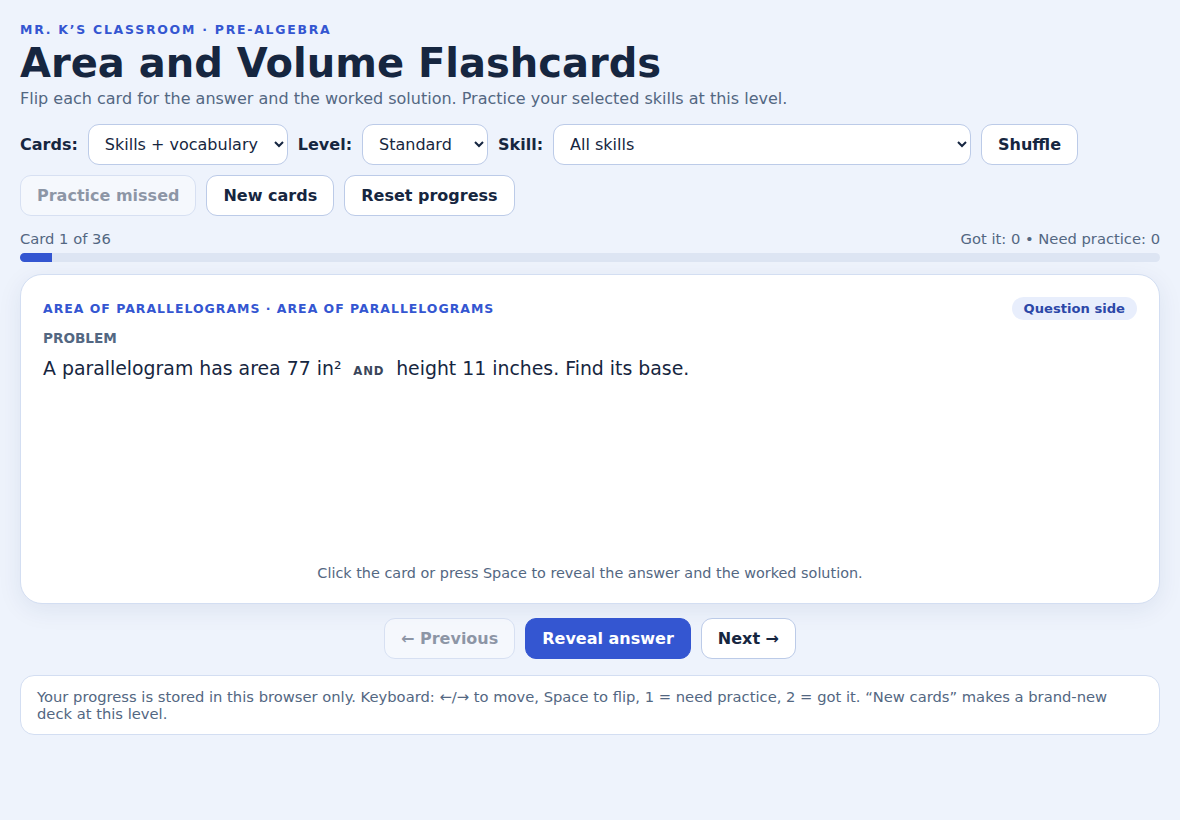 MR. K’S CLASSROOM · PRE-ALGEBRA
Area and Volume Flashcards
Flip each card for the answer and the worked solution. Practice your selected skills at this level.
Cards: Skills + vocabulary Level: Standard Skill: All skills Shuffle
Practice missed New cards Reset progress
Card 1 of 36 Got it: 0 • Need practice: 0
AREA OF PARALLELOGRAMS · AREA OF PARALLELOGRAMS Question side
PROBLEM
A parallelogram has area 77 in² AND height 11 inches. Find its base.
Click the card or press Space to reveal the answer and the worked solution.
← Previous Reveal answer Next →
Your progress is stored in this browser only. Keyboard: ←/→ to move, Space to flip, 1 = need practice, 2 = got it. “New cards” makes a brand-new
deck at this level.